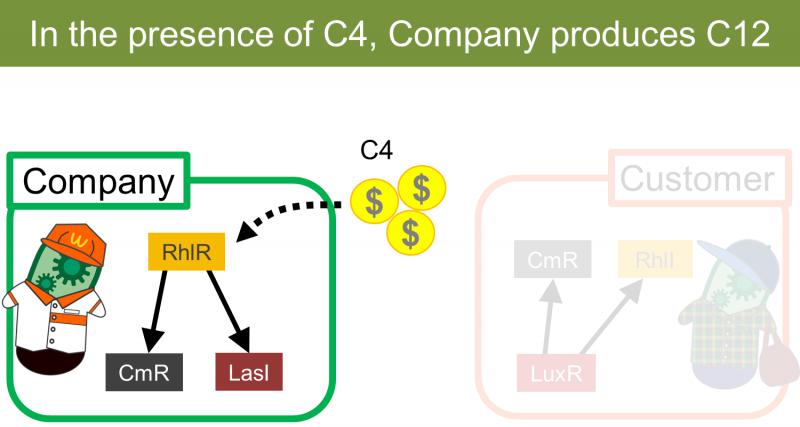 In the presence of C4, Company produces C12
C4
Company
Customer
$
$
$
W
RhlR
CmR
RhlI
CmR
LasI
LuxR